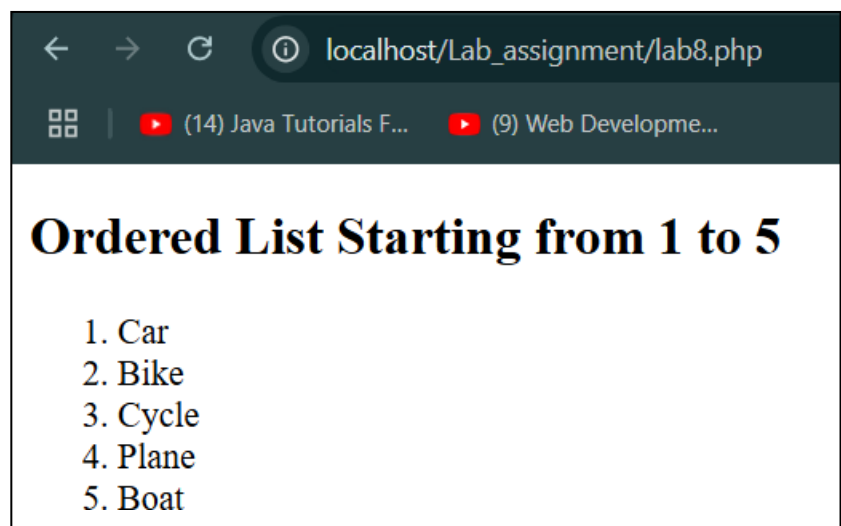 localhost/Lab_assignment/lab8.php
(14) Java Tutorials F... (9) Web Developme...
Ordered List Starting from 1 to 5
1. Car
2. Bike
3. Cycle
4. Plane
5. Boat